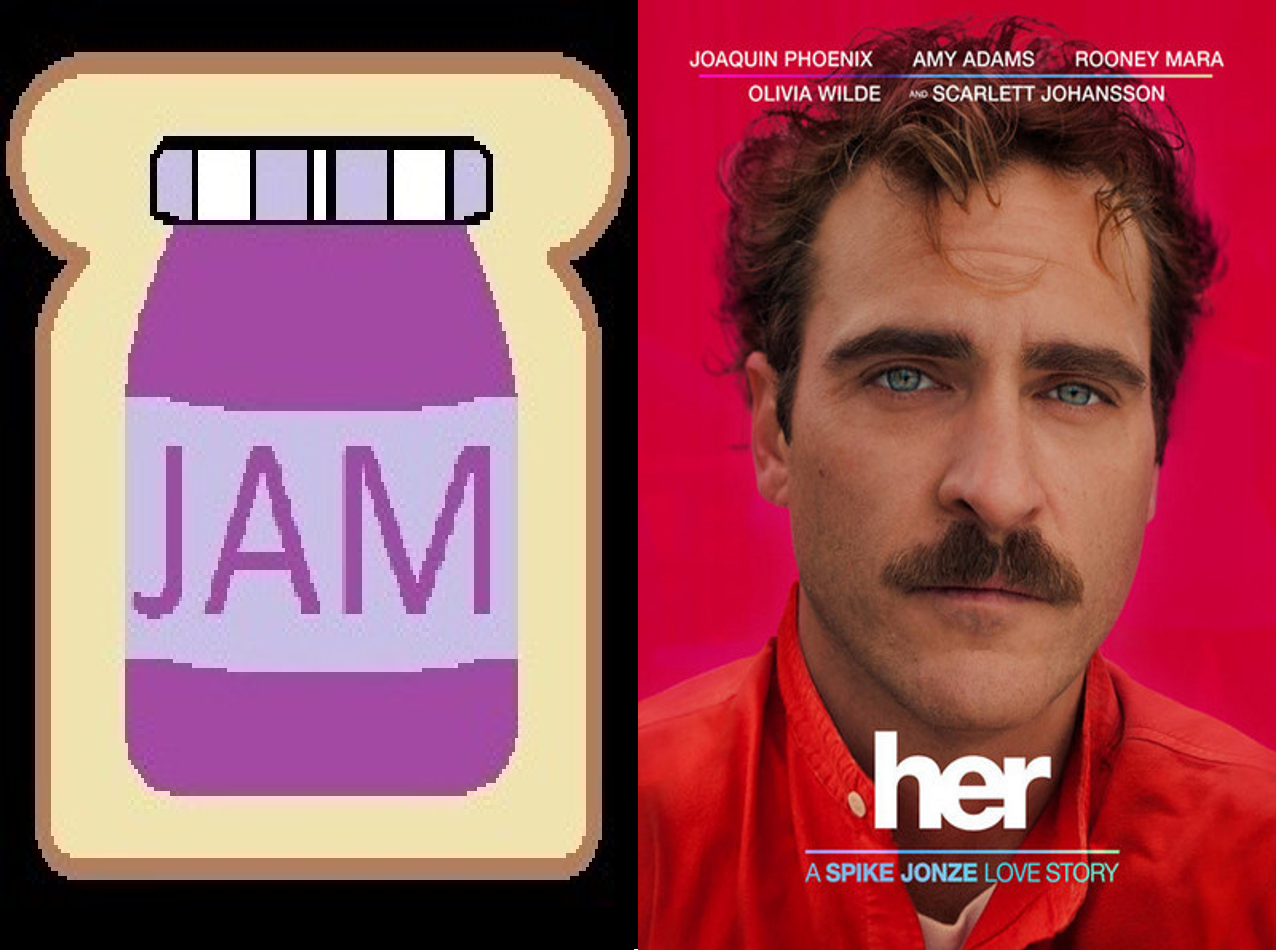 JAM
JOAQUIN PHOENIX AMY ADAMS ROONEY MARA
OLIVIA WILDE AND SCARLETT JOHANSSON
her
A SPIKE JONZE LOVE STORY